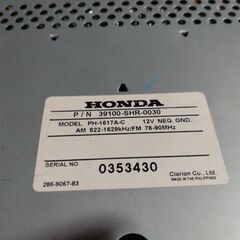 HONDA
P / N 39100-SHR-0030
MODEL PH-1617A-C 12V NEG. GND.
AM 522-1629kHz/FM 76-90MHz
SERIAL NO. 0353430
Clarion Co., Ltd.
MADE IN THE PHILIPPINES
286-9067-83